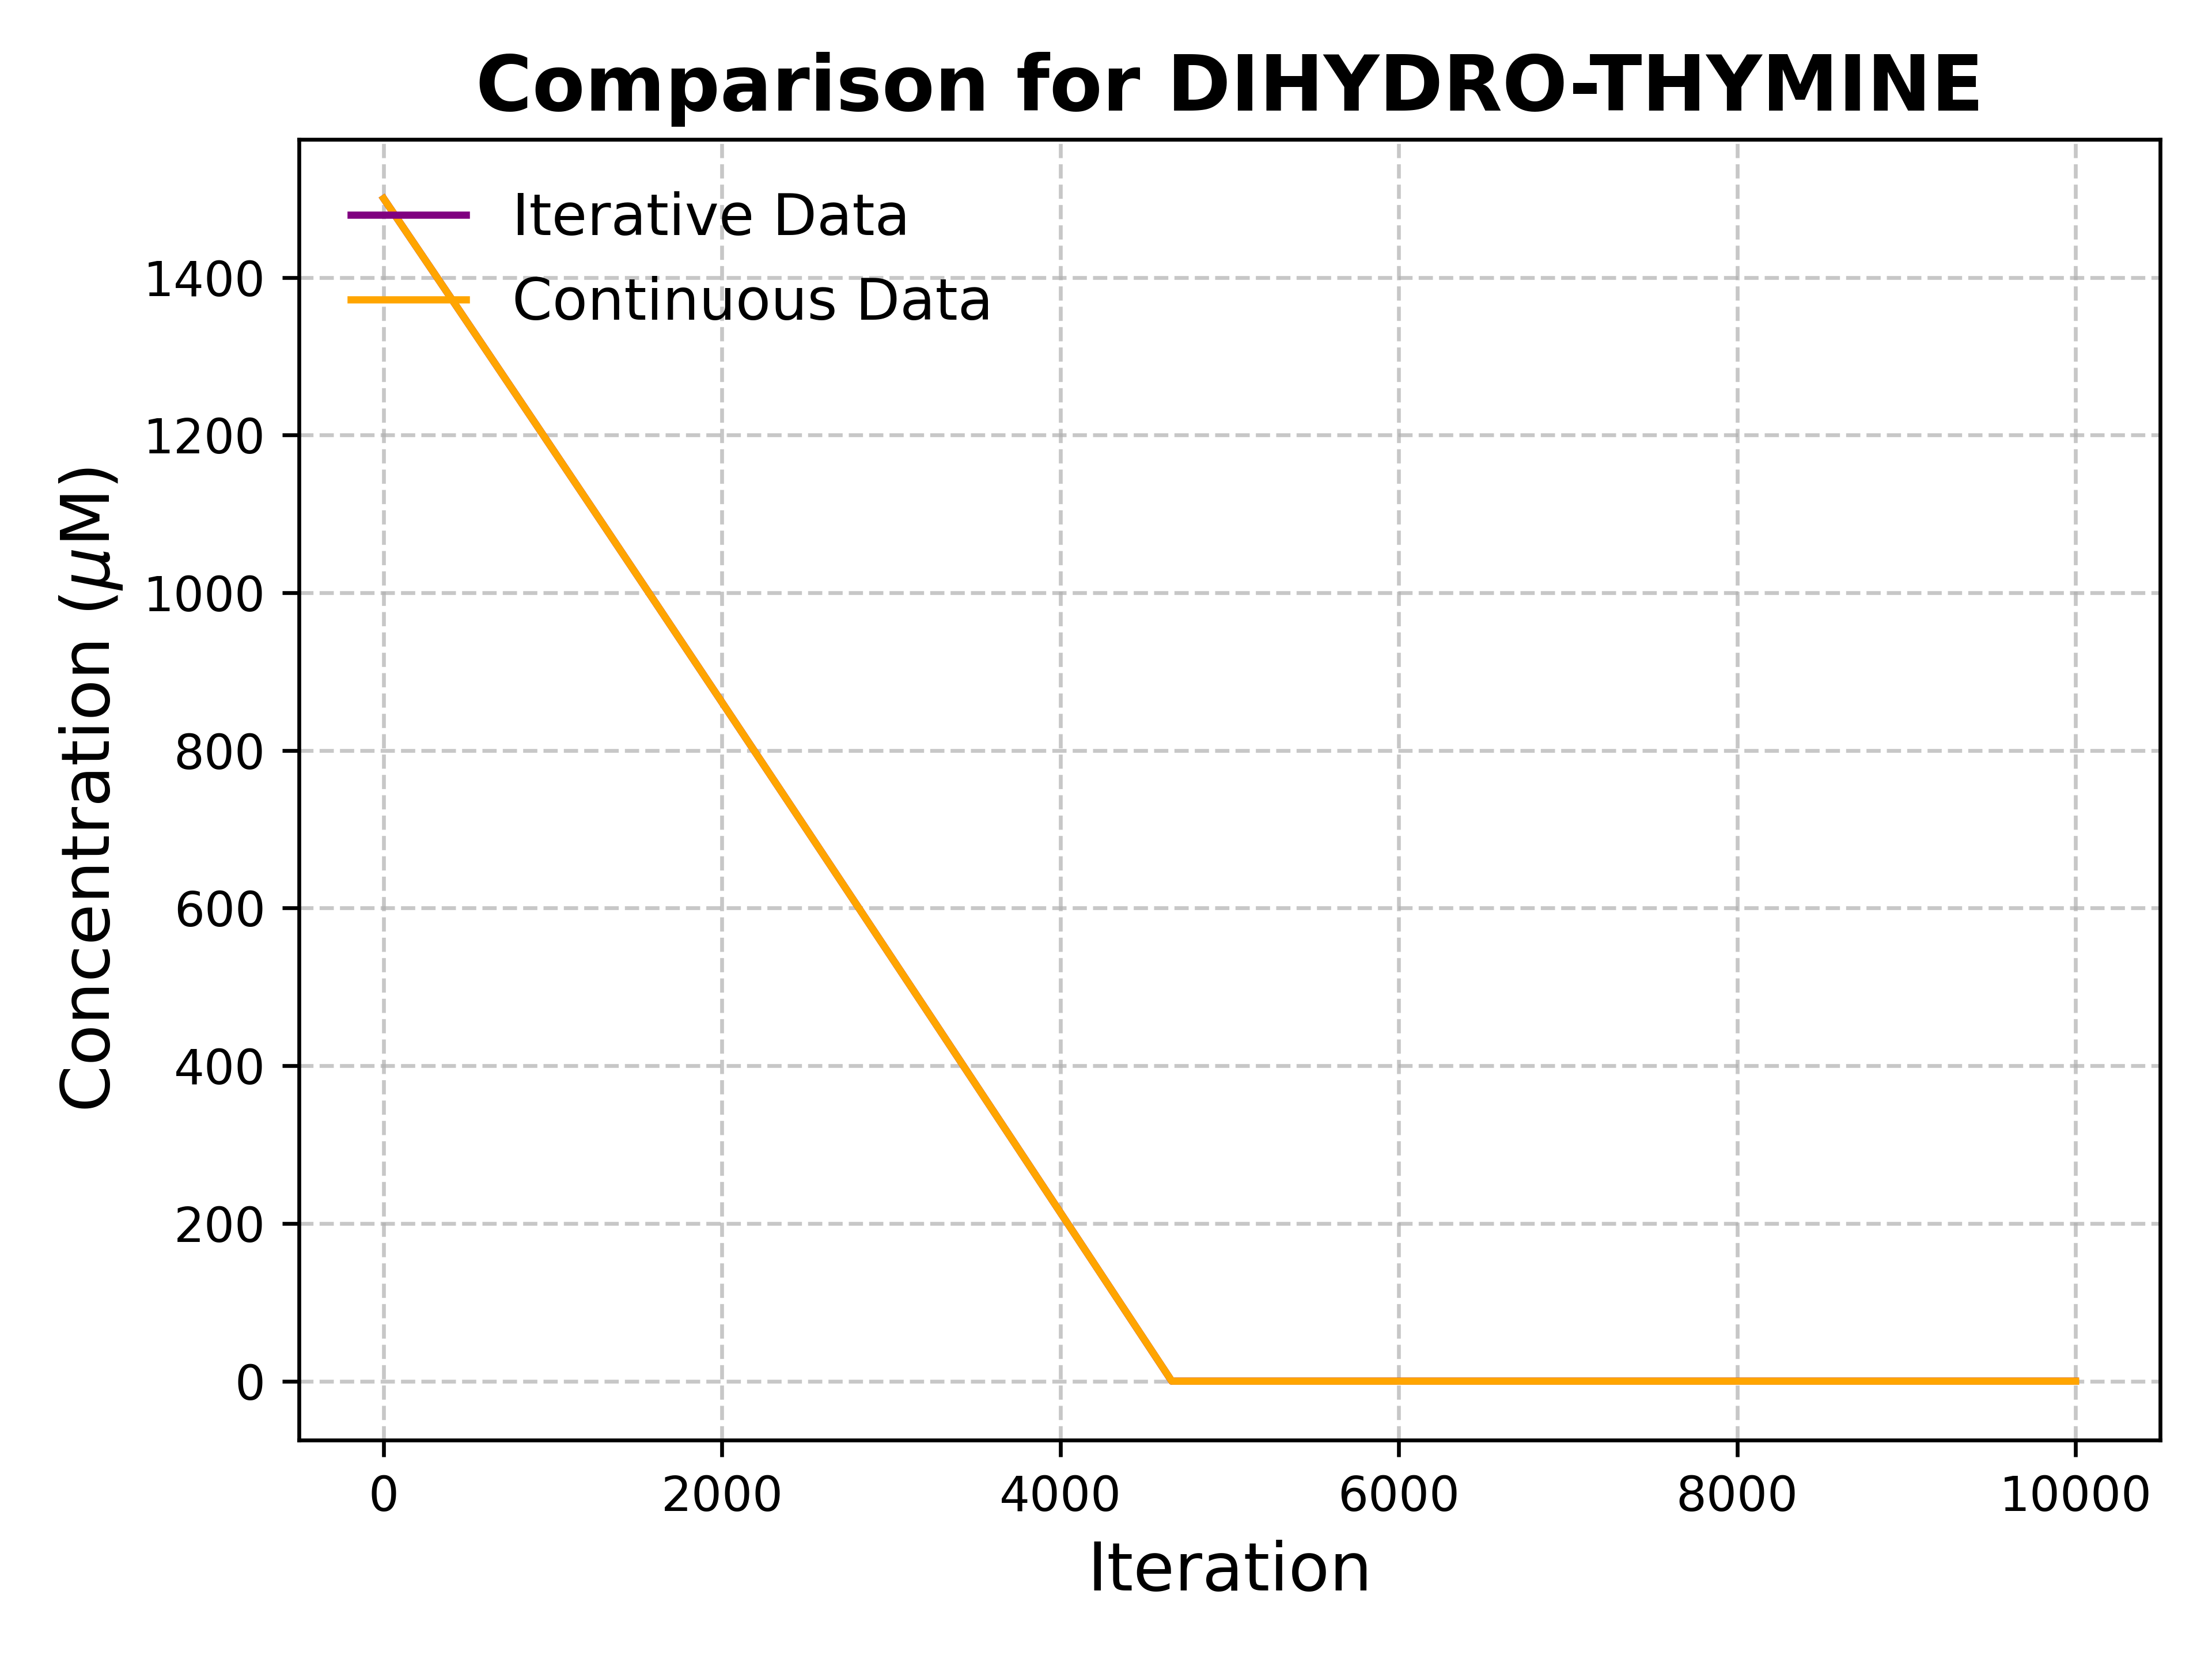 Comparison for DIHYDRO-THYMINE
Iterative Data
Continuous Data
Concentration (μM)
1400
1200
1000
800
600
400
200
0
0 2000 4000 6000 8000 10000
Iteration